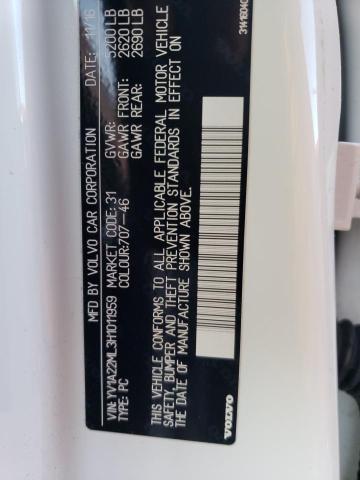 MFD BY VOLVO CAR CORPORATION DATE: 11/16
GVWR: 5200 LB
MARKET CODE: 31 GAWR FRONT: 2620 LB
COLOUR: 707-46 GAWR REAR: 2690 LB
VIN: YV1A22ML3H1011959
TYPE: PC
THIS VEHICLE CONFORMS TO ALL APPLICABLE FEDERAL MOTOR VEHICLE
SAFETY, BUMPER AND THEFT PREVENTION STANDARDS IN EFFECT ON
THE DATE OF MANUFACTURE SHOWN ABOVE.
VOLVO